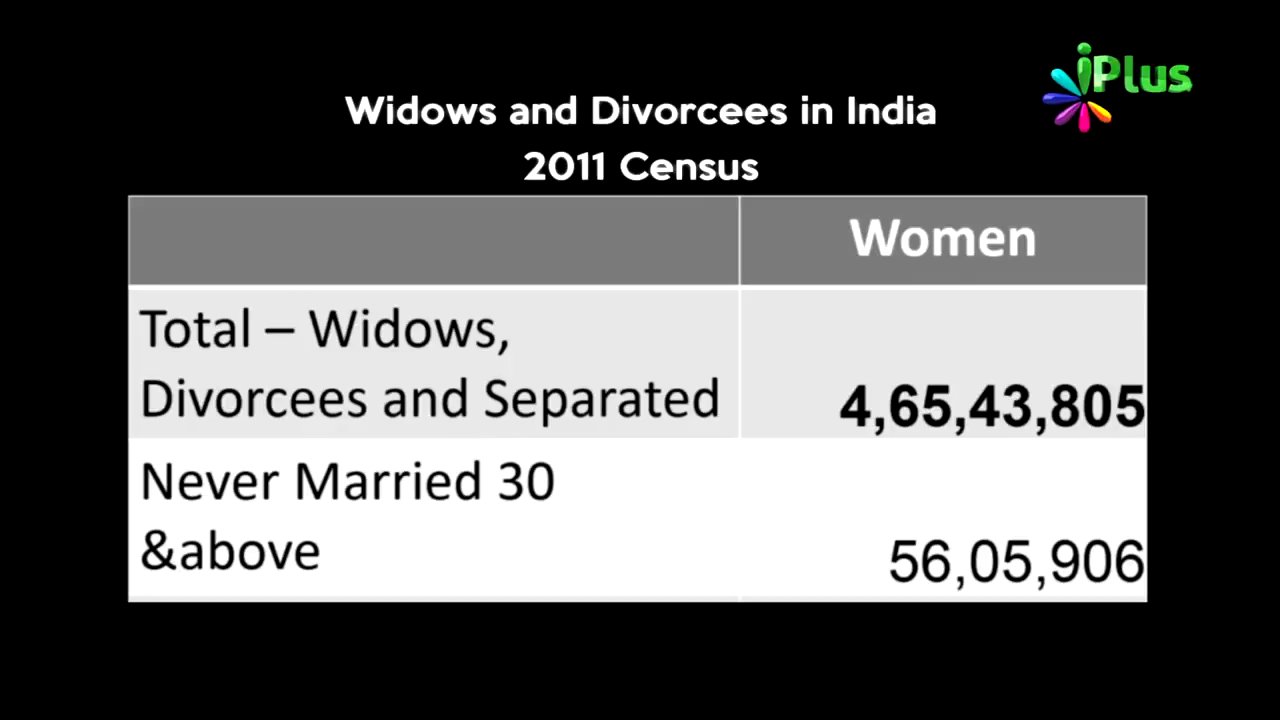 iPlus
Widows and Divorcees in India
2011 Census
Women
Total – Widows,
Divorcees and Separated
4,65,43,805
Never Married 30
&above
56,05,906